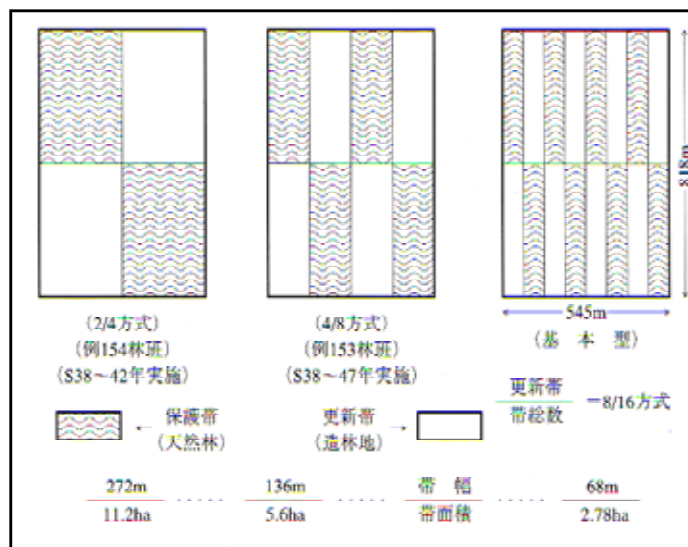 818m
545m
(2/4方式)
(例154林班)
(S38～42年実施)
(4/8方式)
(例153林班)
(S38～47年実施)
(基 本 型)
更新帯
帯総数
=8/16方式
保護帯
(天然林)
更新帯
(造林地)
272m
11.2ha
136m
5.6ha
帯 幅
帯面積
68m
2.78ha